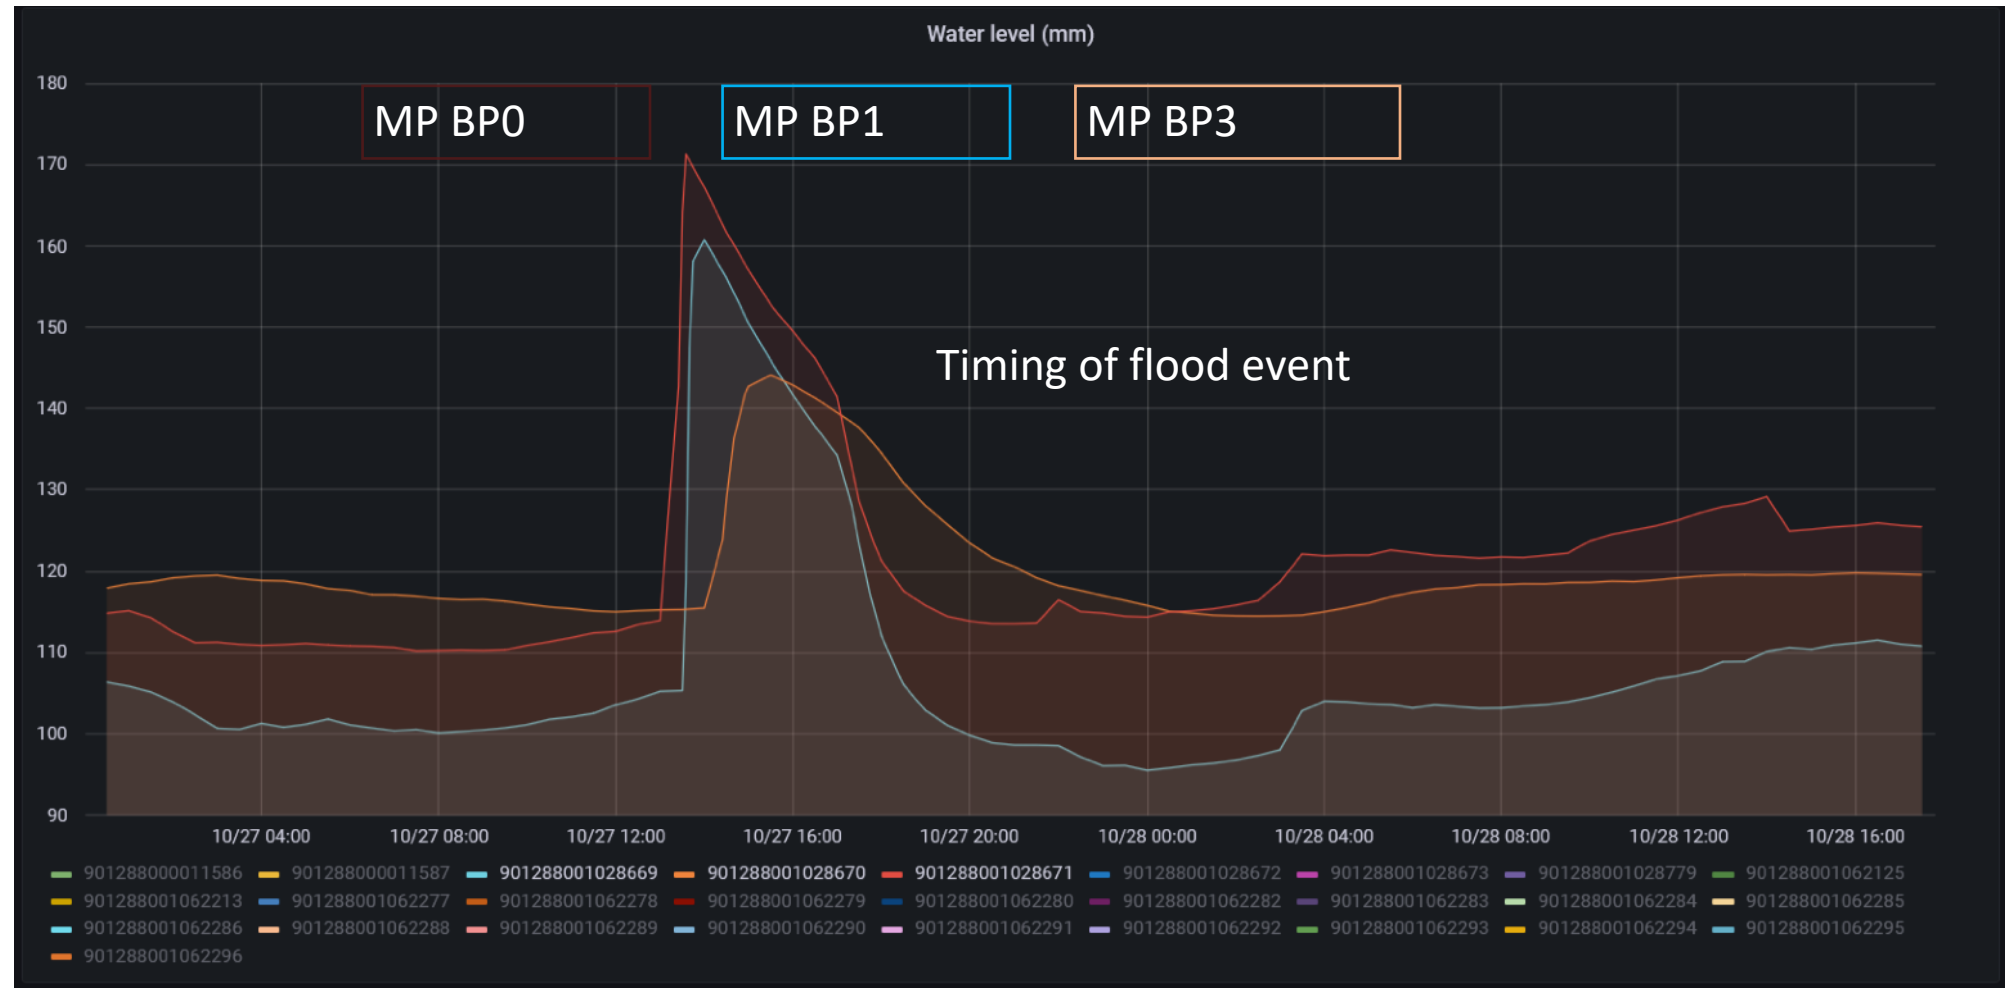 Water level (mm)
180
MP BP0 MP BP1 MP BP3
170
160
150
Timing of flood event
140
130
120
110
100
90
10/27 04:00 10/27 08:00 10/27 12:00 10/27 16:00 10/27 20:00 10/28 00:00 10/28 04:00 10/28 08:00 10/28 12:00 10/28 16:00
901288000011586 901288000011587 901288001028669 901288001028670 901288001028671 901288001028672 901288001028673 901288001028779 901288001062125
901288001062213 901288001062277 901288001062278 901288001062279 901288001062280 901288001062282 901288001062283 901288001062284 901288001062285
901288001062286 901288001062288 901288001062289 901288001062290 901288001062291 901288001062292 901288001062293 901288001062294 901288001062295
901288001062296